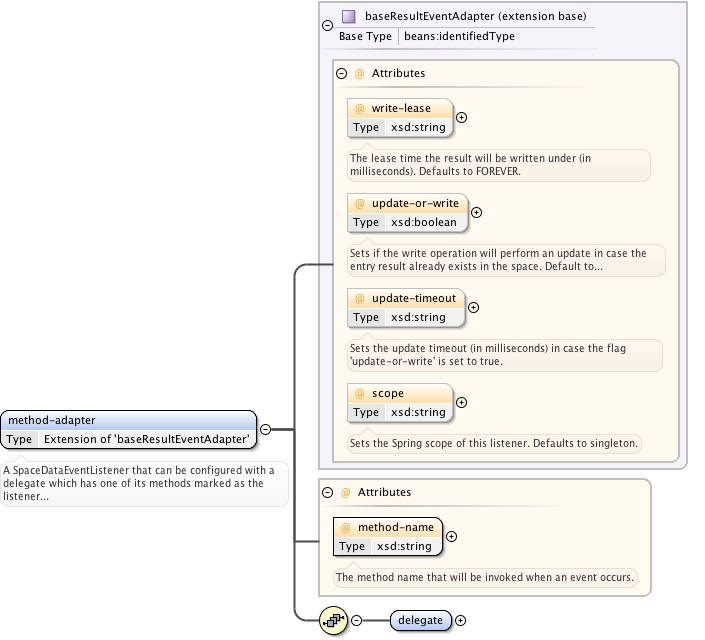 baseResultEventAdapter (extension base)
Base Type beans:identifiedType
@ Attributes
@ write-lease
Type xsd:string
The lease time the result will be written under (in
milliseconds). Defaults to FOREVER.
@ update-or-write
Type xsd:boolean
Sets if the write operation will perform an update in case the
entry result already exists in the space. Default to...
@ update-timeout
Type xsd:string
Sets the update timeout (in milliseconds) in case the flag
'update-or-write' is set to true.
@ scope
Type xsd:string
Sets the Spring scope of this listener. Defaults to singleton.
method-adapter
Type Extension of 'baseResultEventAdapter'
A SpaceDataEventListener that can be configured with a
delegate which has one of its methods marked as the
listener...
@ Attributes
@ method-name
Type xsd:string
The method name that will be invoked when an event occurs.
delegate